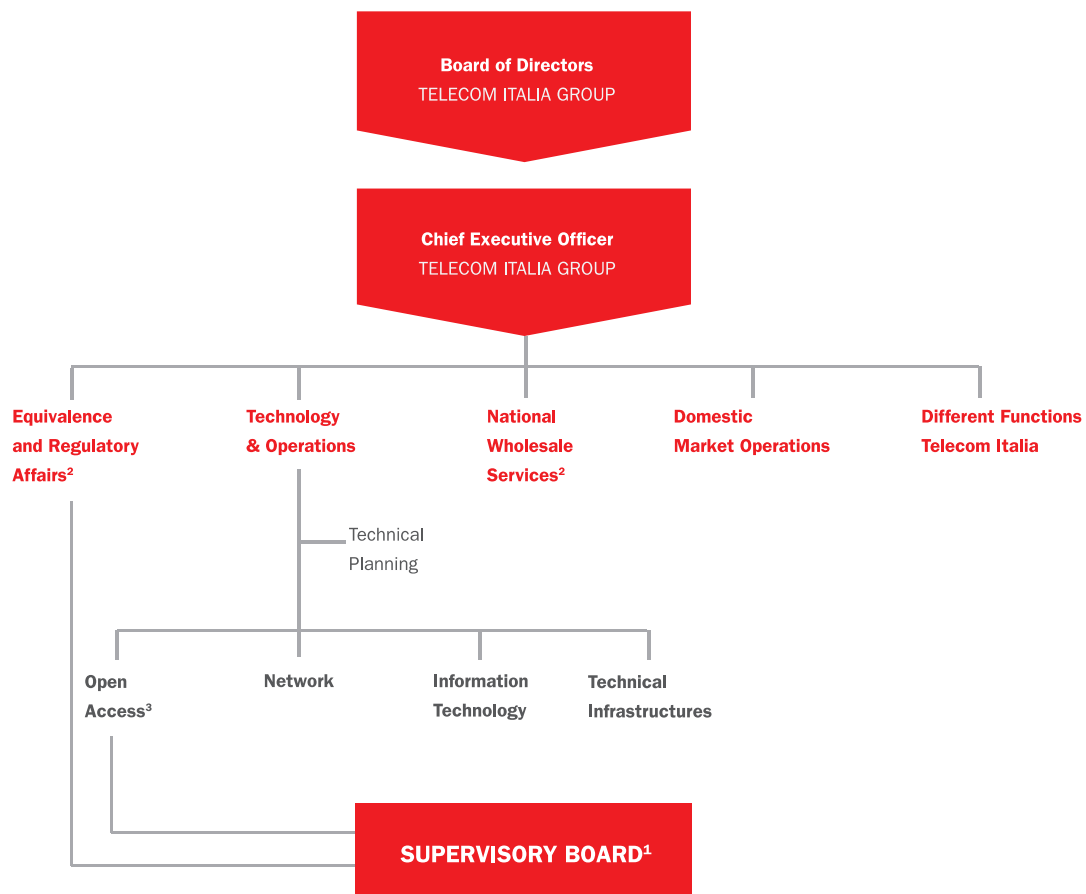 Board of Directors
TELECOM ITALIA GROUP
Chief Executive Officer
TELECOM ITALIA GROUP
Equivalence
and Regulatory
Affairs²
Technology
& Operations
National
Wholesale
Services²
Domestic
Market Operations
Different Functions
Telecom Italia
Technical
Planning
Open
Access³
Network
Information
Technology
Technical
Infrastructures
SUPERVISORY BOARD¹